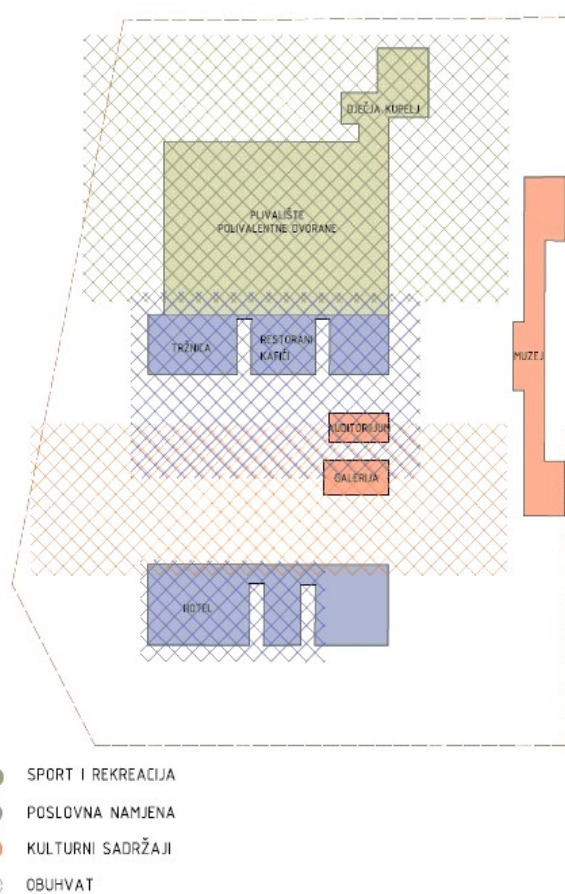 DJEČJA KUPELJ
PLIVALIŠTE
POLIVALENTNE DVORANE
TRŽNICA
RESTORANI
KAFIĆI
MUZEJ
AUDITORIJUM
GALERIJA
HOTEL
SPORT I REKREACIJA
POSLOVNA NAMJENA
KULTURNI SADRŽAJI
OBUHVAT